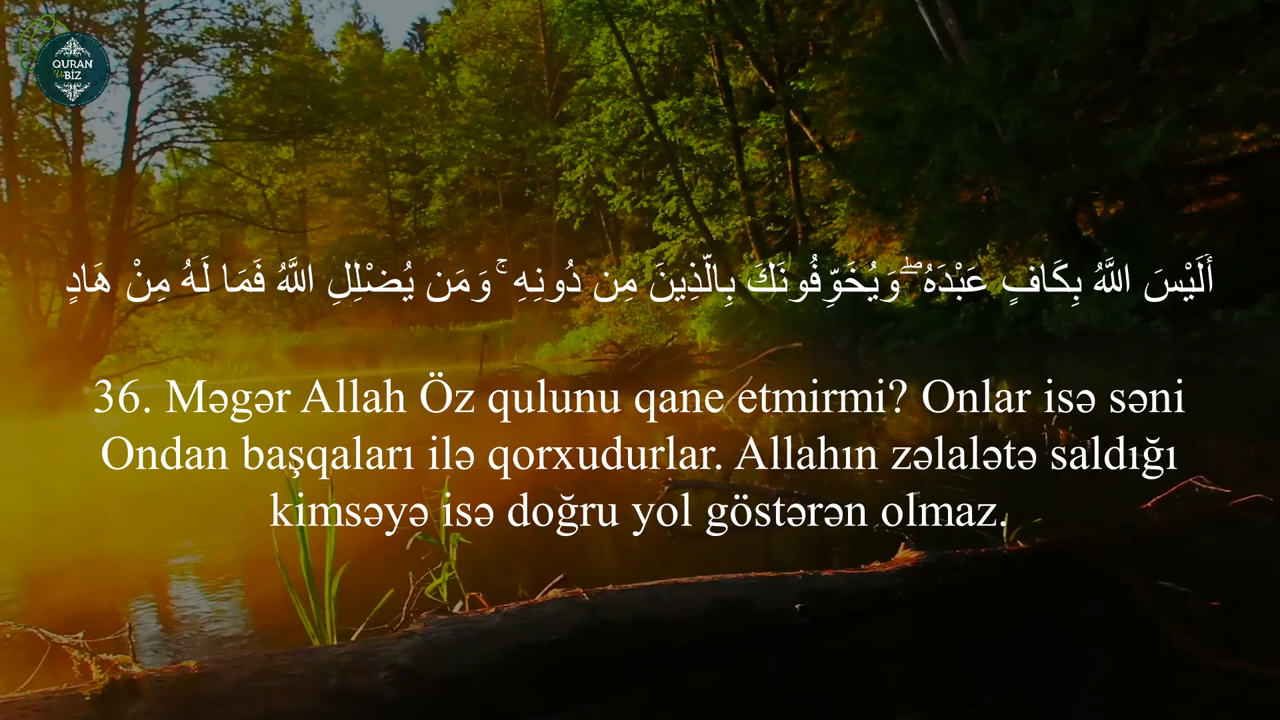 QURAN
Və
BİZ
أَلَيْسَ اللَّهُ بِكَافٍ عَبْدَهُ ۖ وَيُخَوِّفُونَكَ بِالَّذِينَ مِن دُونِهِ ۚ وَمَن يُضْلِلِ اللَّهُ فَمَا لَهُ مِنْ هَادٍ
36. Məgər Allah Öz qulunu qane etmirmi? Onlar isə səni
Ondan başqaları ilə qorxudurlar. Allahın zəlalətə saldığı
kimsəyə isə doğru yol göstərən olmaz.